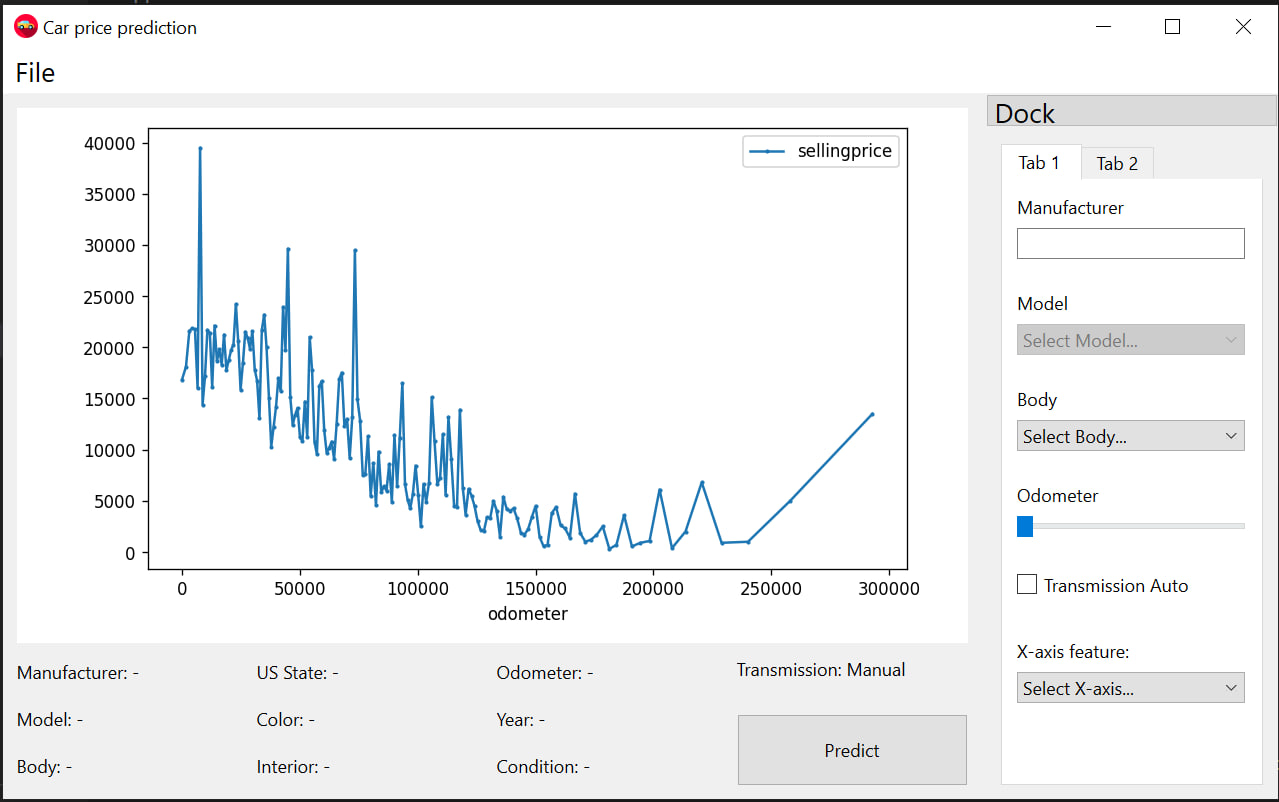 Car price prediction
File
40000
35000
30000
25000
20000
15000
10000
5000
0
sellingprice
0 50000 100000 150000 200000 250000 300000
odometer
Manufacturer: - US State: - Odometer: - Transmission: Manual
Model: - Color: - Year: -
Body: - Interior: - Condition: -
Predict
Dock
Tab 1 Tab 2
Manufacturer
Model
Select Model...
Body
Select Body...
Odometer
Transmission Auto
X-axis feature:
Select X-axis...